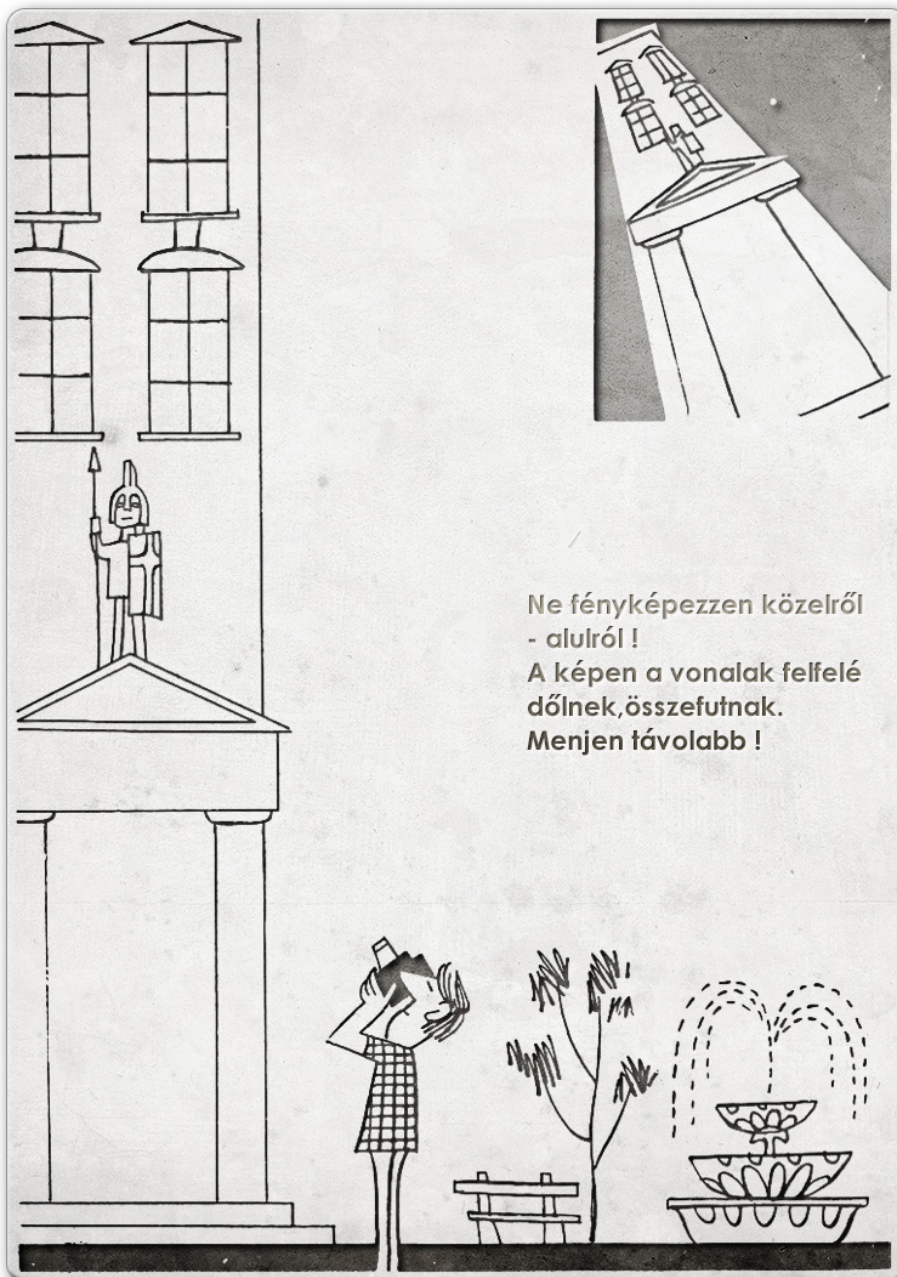 Ne fényképezzen közelről
- alulról !
A képen a vonalak felfelé
dőlnek,összefutnak.
Menjen távolabb !